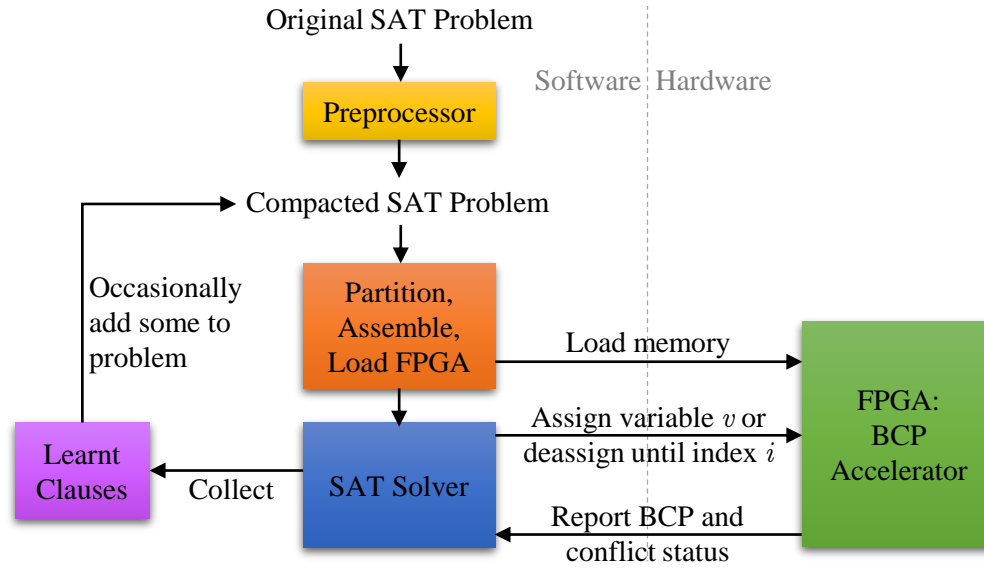 Original SAT Problem
Software
Hardware
Preprocessor
Compacted SAT Problem
Occasionally
add some to
problem
Partition,
Assemble,
Load FPGA
Load memory
Assign variable v or
deassign until index i
FPGA:
BCP
Accelerator
Learnt
Clauses
Collect
SAT Solver
Report BCP and
conflict status